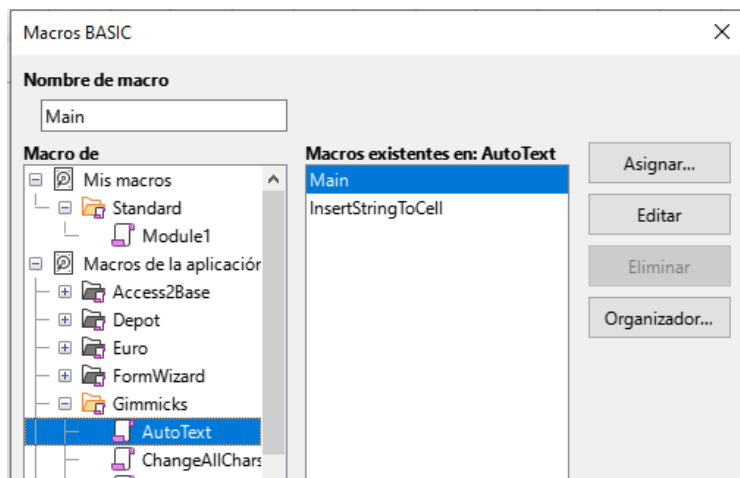 Macros BASIC
Nombre de macro
Main
Macro de
Mis macros
Standard
Module1
Macros de la aplicación
Access2Base
Depot
Euro
FormWizard
Gimmicks
AutoText
ChangeAllChars
Macros existentes en: AutoText
Main
InsertStringToCell
Asignar...
Editar
Eliminar
Organizador...